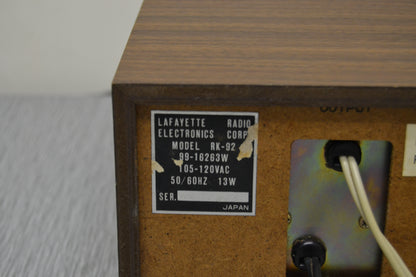 LAFAYETTE RADIO
ELECTRONICS CORP
MODEL RK-92
99-16263W
105-120VAC
50/60HZ 13W
SER.
JAPAN
OUTPUT